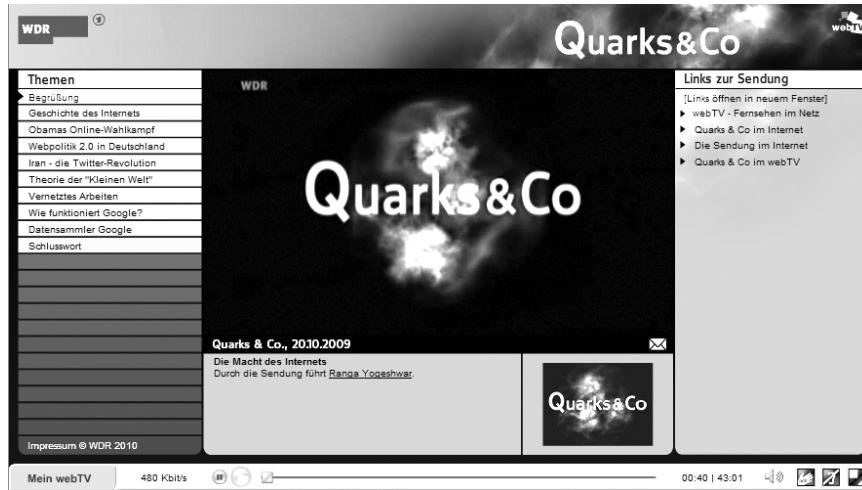 WDR
Quarks&Co
webTV
Themen
Begrüßung
Geschichte des Internets
Obamas Online-Wahlkampf
Webpolitik 2.0 in Deutschland
Iran - die Twitter-Revolution
Theorie der "Kleinen Welt"
Vernetztes Arbeiten
Wie funktioniert Google?
Datensammler Google
Schlusswort
Impressum © WDR 2010
WDR
Quarks&Co
Quarks & Co., 20.10.2009
Die Macht des Internets
Durch die Sendung führt Ranga Yogeshwar.
Quarks&Co
Links zur Sendung
[Links öffnen in neuem Fenster]
webTV - Fernsehen im Netz
Quarks & Co im Internet
Die Sendung im Internet
Quarks & Co im webTV
Mein webTV
480 Kbit/s
00:40 | 43:01